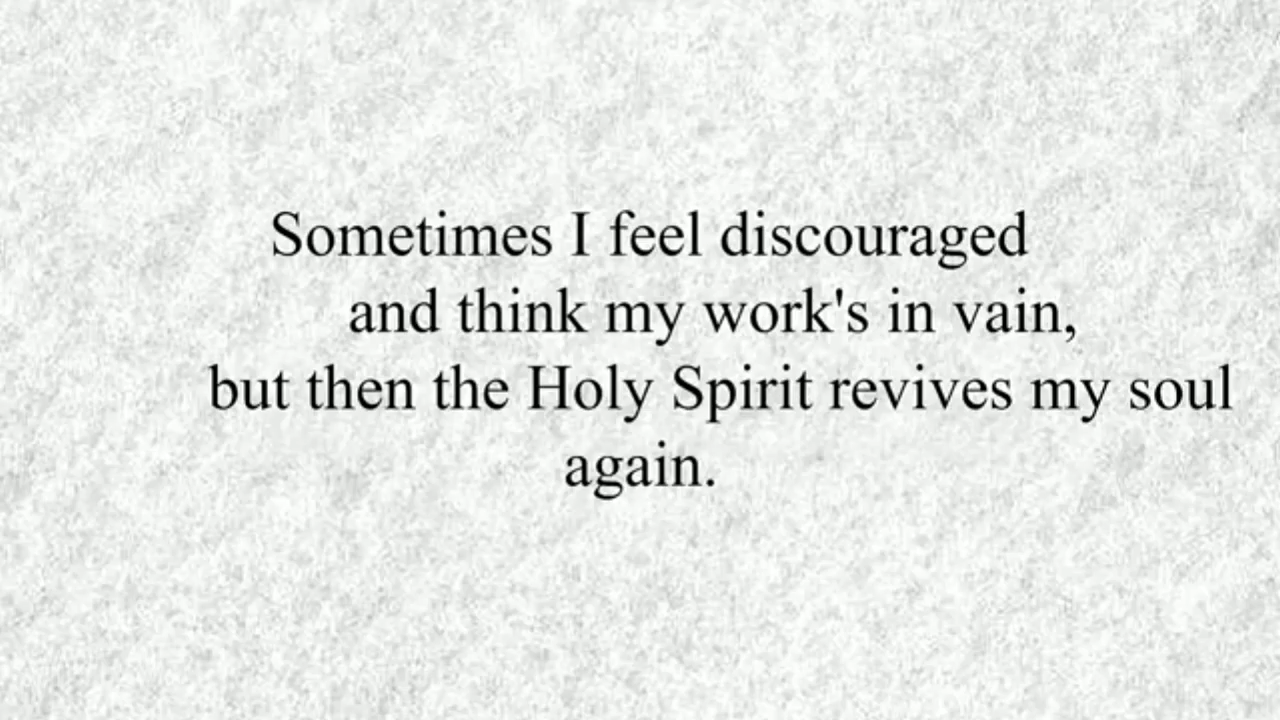 Sometimes I feel discouraged
and think my work's in vain,
but then the Holy Spirit revives my soul
again.